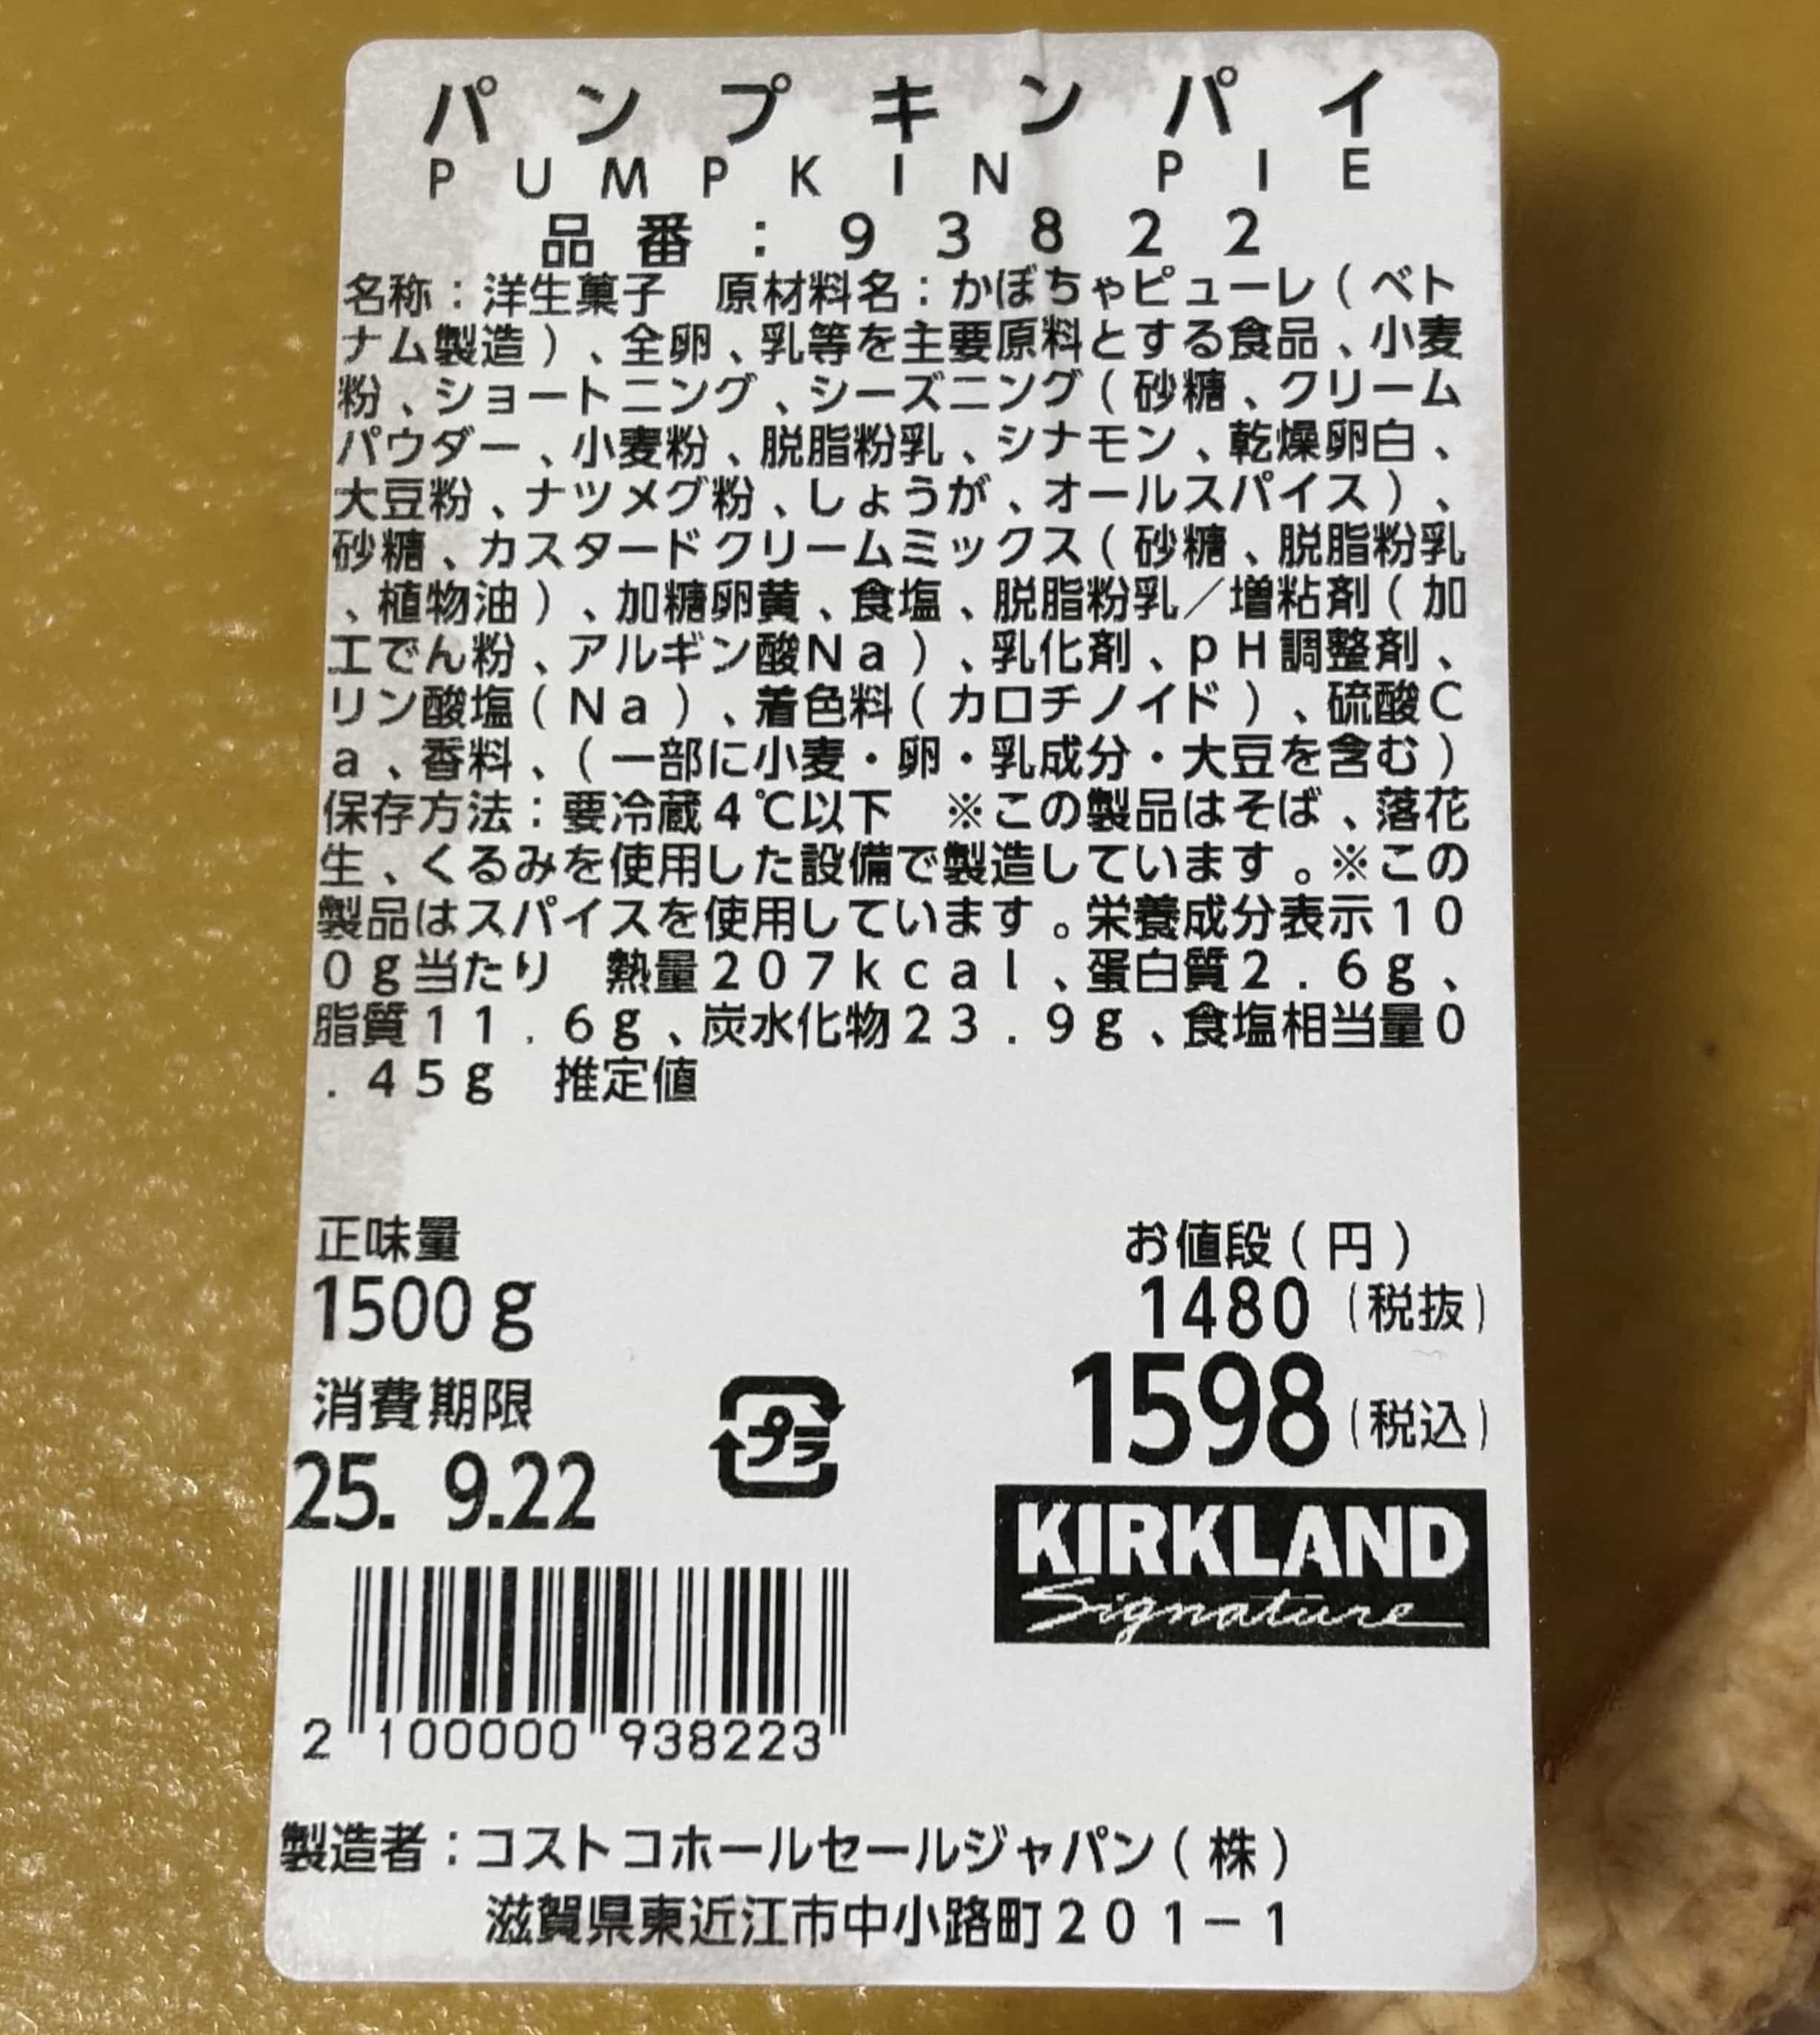 パンプキンパイ
PUMPKIN PIE
品番：93822
名称：洋生菓子　原材料名：かぼちゃピューレ（ベト
ナム製造）、全卵、乳等を主要原料とする食品、小麦
粉、ショートニング、シーズニング（砂糖、クリーム
パウダー、小麦粉、脱脂粉乳、シナモン、乾燥卵白、
大豆粉、ナツメグ粉、しょうが、オールスパイス）、
砂糖、カスタードクリームミックス（砂糖、脱脂粉乳
、植物油）、加糖卵黄、食塩、脱脂粉乳／増粘剤（加
工でん粉、アルギン酸Ｎａ）、乳化剤、ｐＨ調整剤、
リン酸塩（Ｎａ）、着色料（カロチノイド）、硫酸Ｃ
ａ、香料、（一部に小麦・卵・乳成分・大豆を含む）
保存方法：要冷蔵４℃以下　※この製品はそば、落花
生、くるみを使用した設備で製造しています。※この
製品はスパイスを使用しています。栄養成分表示１０
０ｇ当たり　熱量２０７ｋｃａｌ、蛋白質２．６ｇ、
脂質１１．６ｇ、炭水化物２３．９ｇ、食塩相当量０
．４５ｇ　推定値
正味量
1500g
お値段（円）
1480（税抜）
1598（税込）
消費期限
25. 9.22
プラ
KIRKLAND
Signature
2 100000 938223
製造者：コストコホールセールジャパン（株）
滋賀県東近江市中小路町２０１－１